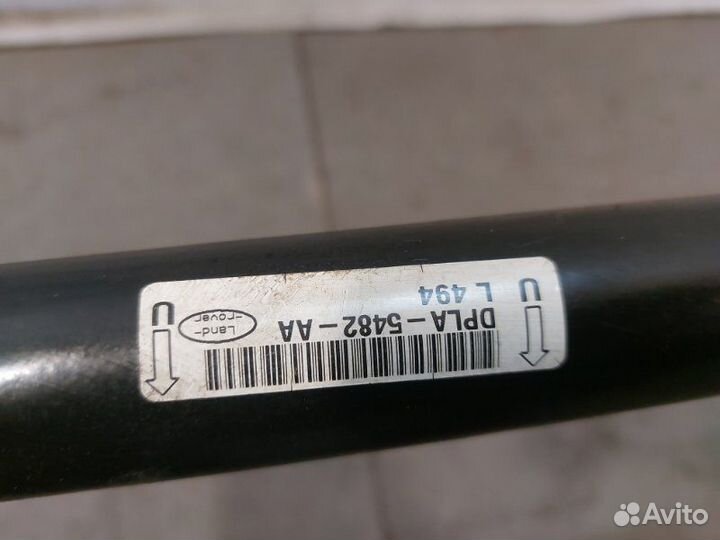 L 494
DPLA-5482-AA
U
U
Land-
-rover
Avito